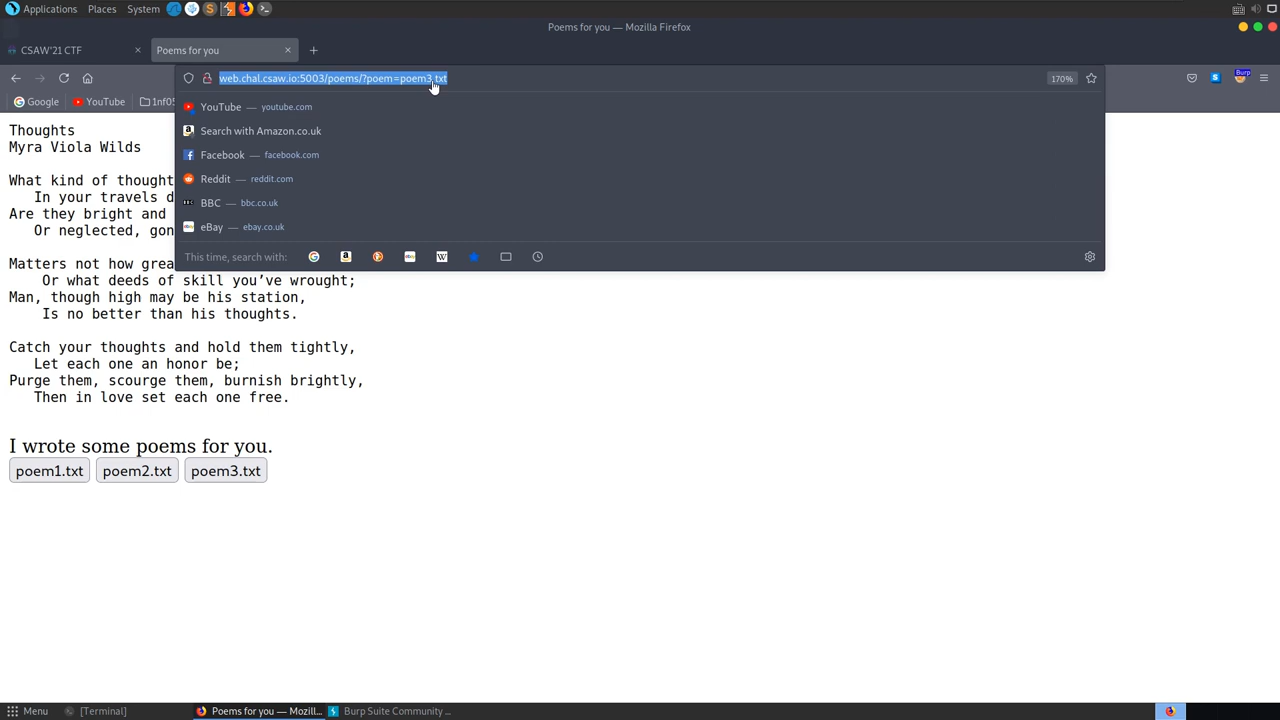 Applications Places System
Poems for you — Mozilla Firefox
CSAW'21 CTF
Poems for you
web.chal.csaw.io:5003/poems/?poem=poem3.txt
170%
Burp
Google YouTube 1nf05
YouTube — youtube.com
Search with Amazon.co.uk
Facebook — facebook.com
Reddit — reddit.com
BBC — bbc.co.uk
eBay — ebay.co.uk
This time, search with:
Thoughts
Myra Viola Wilds
What kind of thought
In your travels d
Are they bright and
Or neglected, gon
Matters not how grea
Or what deeds of skill you’ve wrought;
Man, though high may be his station,
Is no better than his thoughts.
Catch your thoughts and hold them tightly,
Let each one an honor be;
Purge them, scourge them, burnish brightly,
Then in love set each one free.
I wrote some poems for you.
poem1.txt poem2.txt poem3.txt
Menu [Terminal] Poems for you — Mozill... Burp Suite Community ...